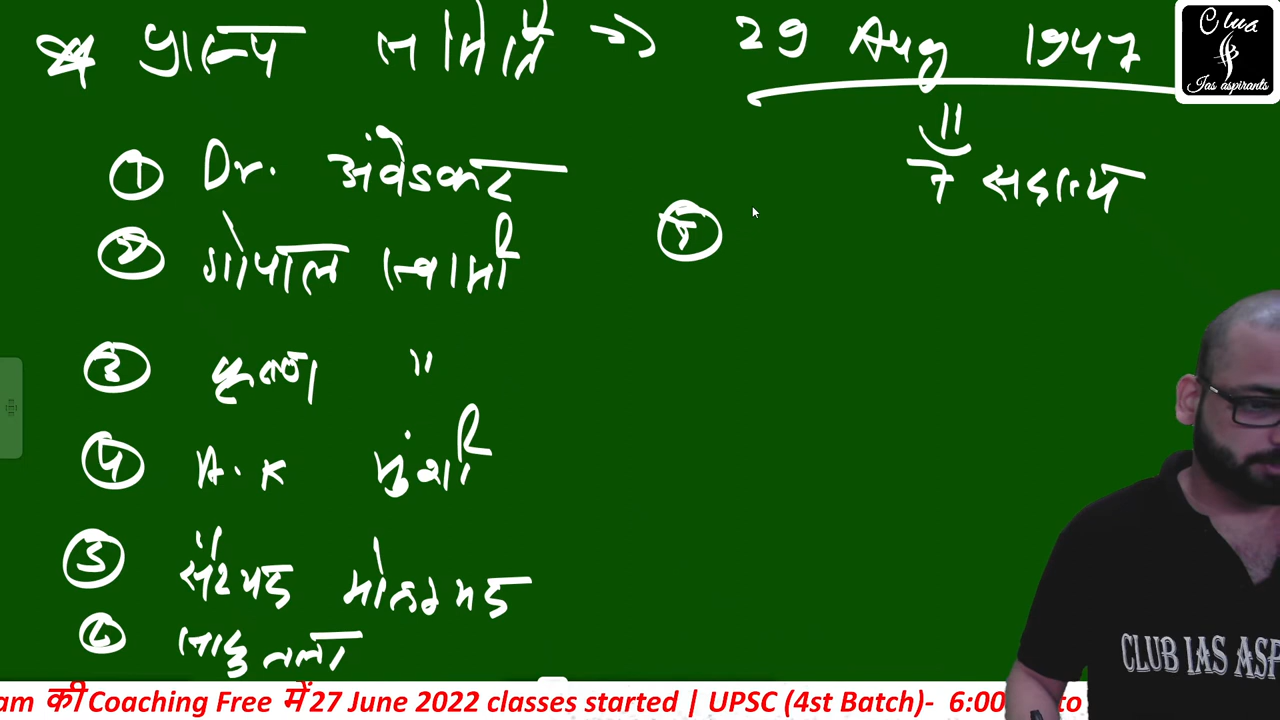 प्रारूप समिति => 29 Aug 1947
7 सदस्य
① Dr. अंबेडकर
② गोपाल स्वामी
③ कृष्णा "
④ A. K मुंशी
⑤ सैय्यद मोहम्मद
⑥
⑦
Club
Ias aspirants
CLUB IAS ASP
am की Coaching Free में 27 June 2022 classes started | UPSC (4st Batch)- 6:00 to